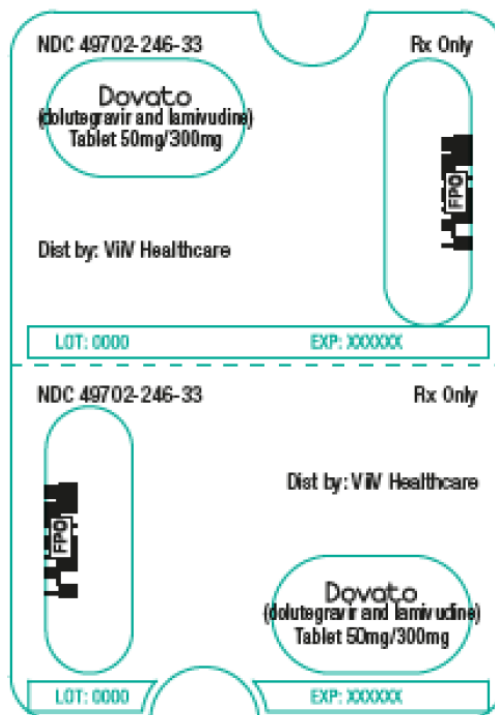 NDC 49702-246-33 Rx Only
Dovato
(dolutegravir and lamivudine)
Tablet 50mg/300mg
FPO
Dist by: ViiV Healthcare
LOT: 0000 EXP: XXXXXX
NDC 49702-246-33 Rx Only
Dist by: ViiV Healthcare
FPO
Dovato
(dolutegravir and lamivudine)
Tablet 50mg/300mg
LOT: 0000 EXP: XXXXXX